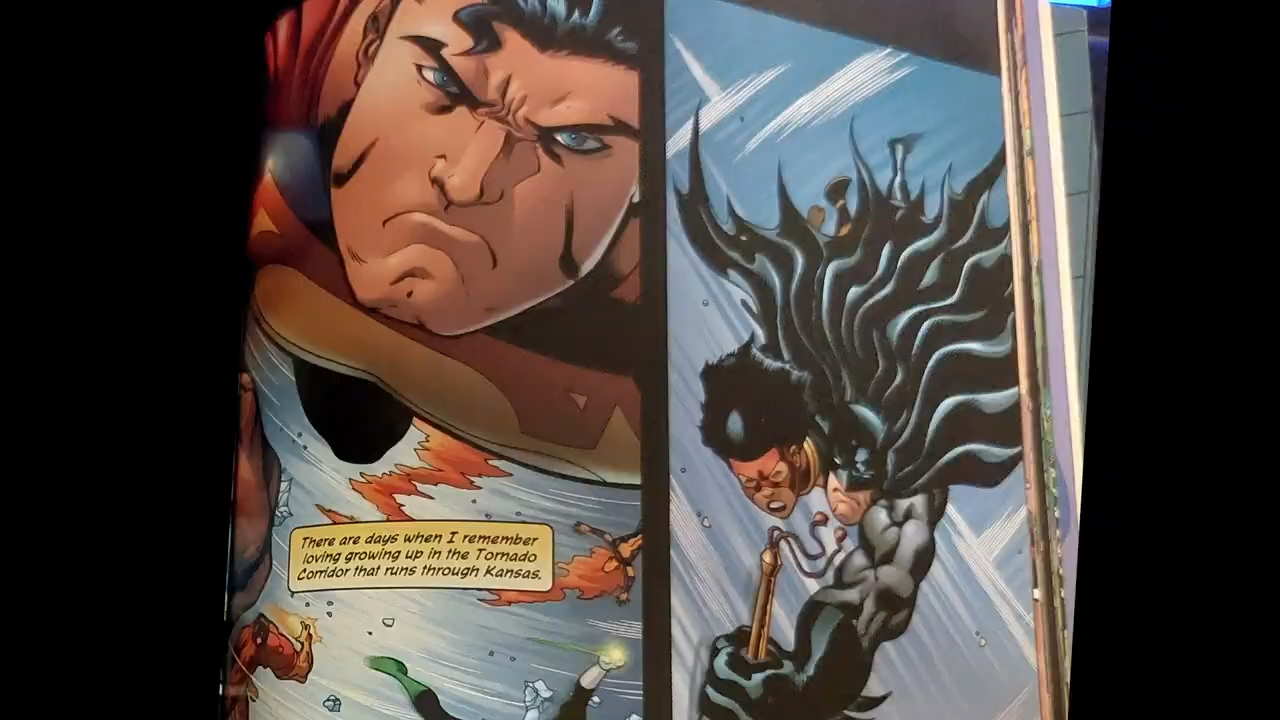 There are days when I remember
loving growing up in the Tornado
Corridor that runs through Kansas.